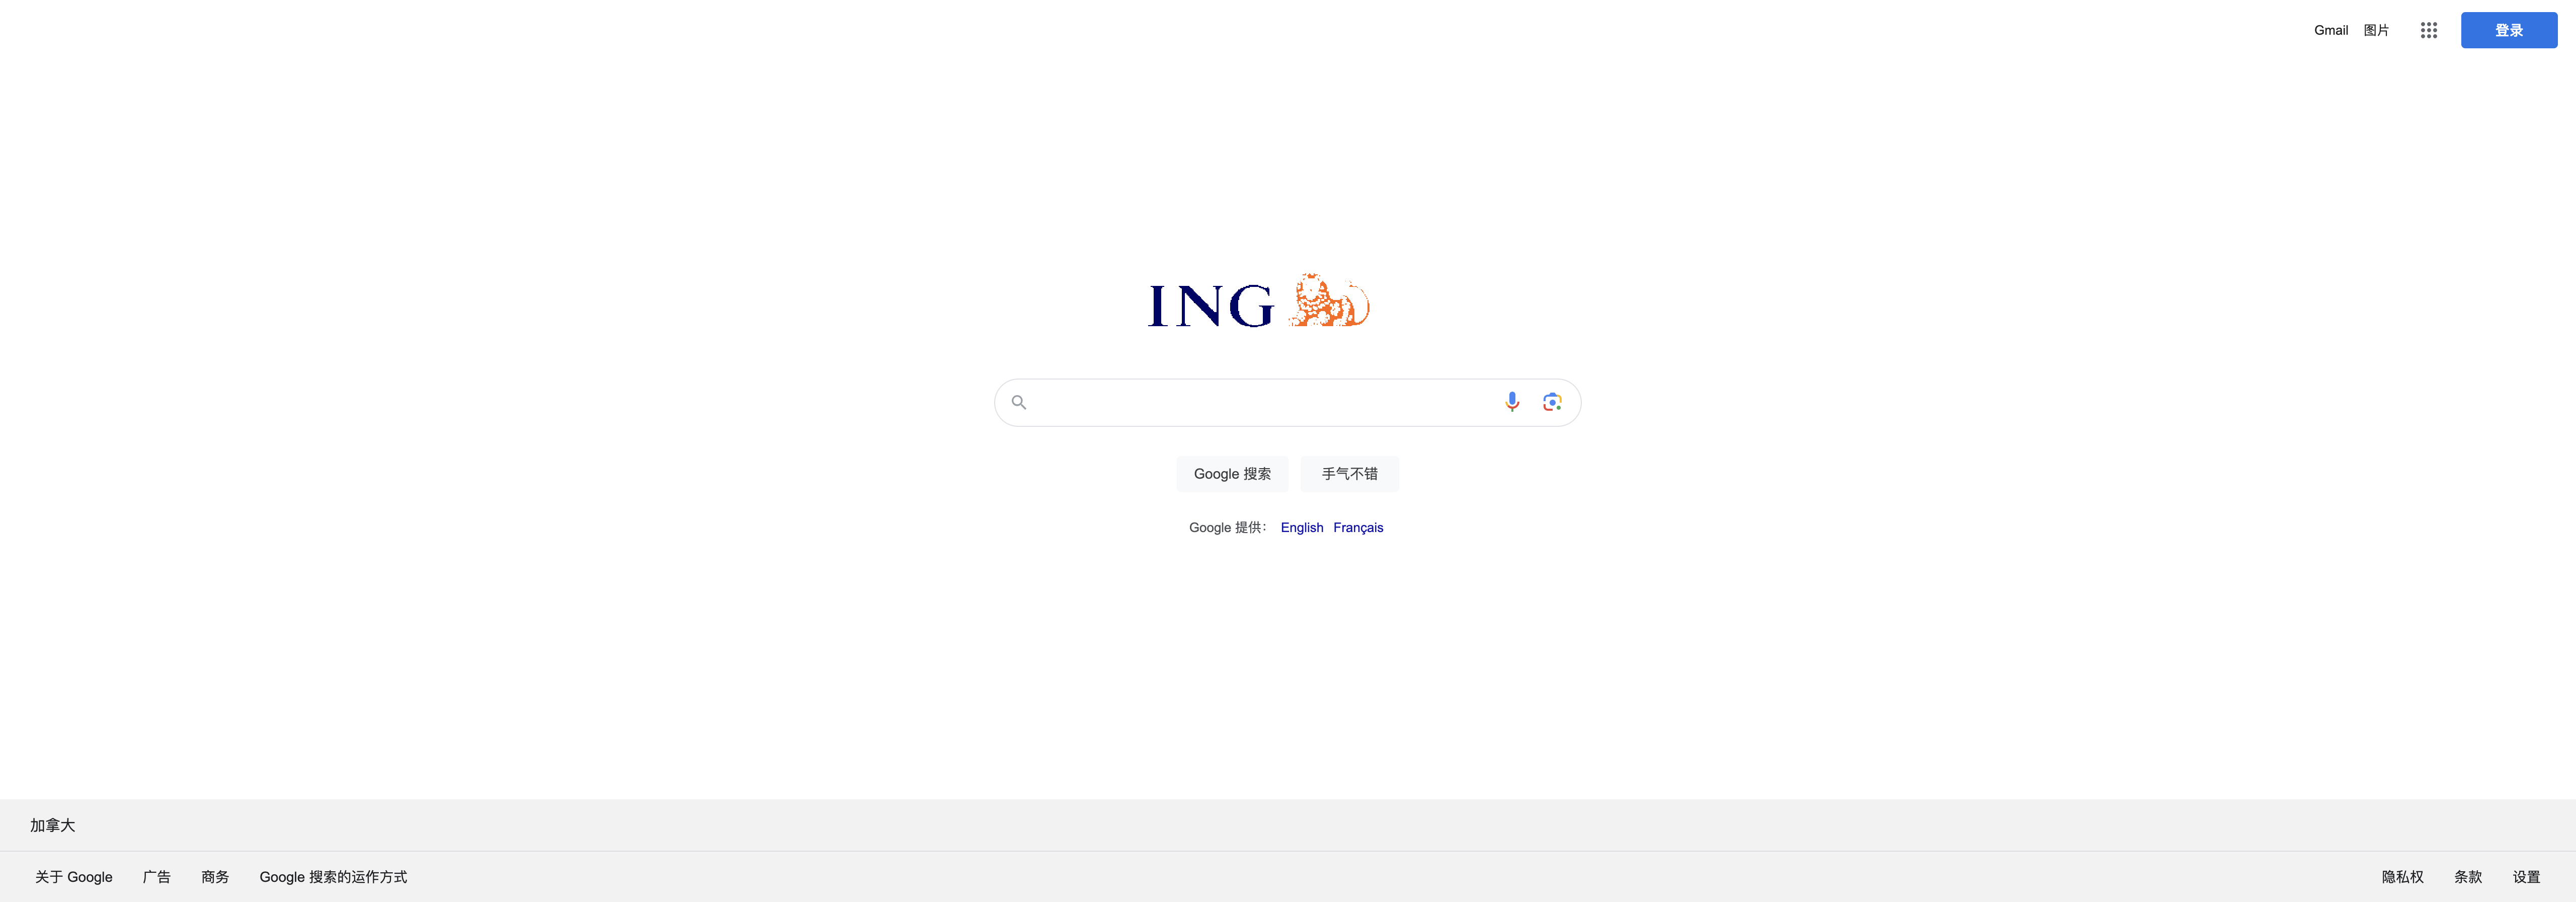 Gmail 图片 登录
ING
Google 搜索 手气不错
Google 提供： English Français
加拿大
关于 Google 广告 商务 Google 搜索的运作方式 隐私权 条款 设置